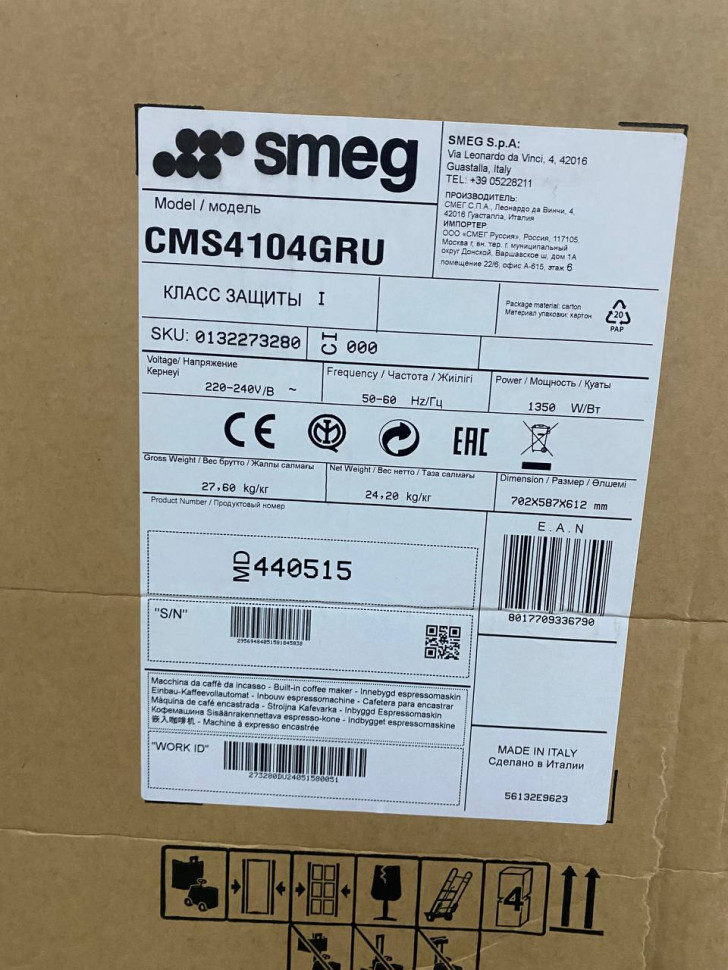 smeg
SMEG S.p.A:
Via Leonardo da Vinci, 4, 42016
Guastalla, Italy
TEL: +39 05228211
ПРОИЗВОДИТЕЛЬ:
СМЕГ С.П.А., Леонардо да Винчи, 4,
42016 Гуасталла, Италия
ИМПОРТЕР:
ООО «СМЕГ Руссия», Россия, 117105,
Москва г, вн. тер. г. муниципальный
округ Донской, Варшавское ш, дом 1А
помещение 22/6, офис А-615, этаж 6
Model / модель
CMS4104GRU
КЛАСС ЗАЩИТЫ I
Package material: carton
Материал упаковки: картон
20
PAP
SKU: 0132273280
CI 000
Voltage/ Напряжение
Кернеуі
220-240V/В ~
Frequency / Частота / Жиілігі
50-60 Hz/Гц
Power / Мощность / Қуаты
1350 W/Вт
CE
EAC
Gross Weight / Вес брутто / Жалпы салмағы
27,60 kg/кг
Net Weight / Вес нетто / Таза салмағы
24,20 kg/кг
Dimension / Размер / Өлшемі
702X587X612 mm
Product Number / Продуктовый номер
MD 440515
E.A.N
8017709336790
"S/N"
Macchina da caffè da incasso - Built-in coffee maker - Innebygd espressomaskin
Einbau-Kaffeevollautomat - Inbouw espressomachine - Cafetera para encastrar
Máquina de café encastrada - Strojina Kafevarka - Inbyggd Espressomaskin
Кофемашина Sisäänrakennettava espresso-kone - Indbygget espressomaskine
嵌入咖啡机 - Machine à expresso encastrée
"WORK ID"
273280DU24051580051
MADE IN ITALY
Сделано в Италии
56132E9623
4